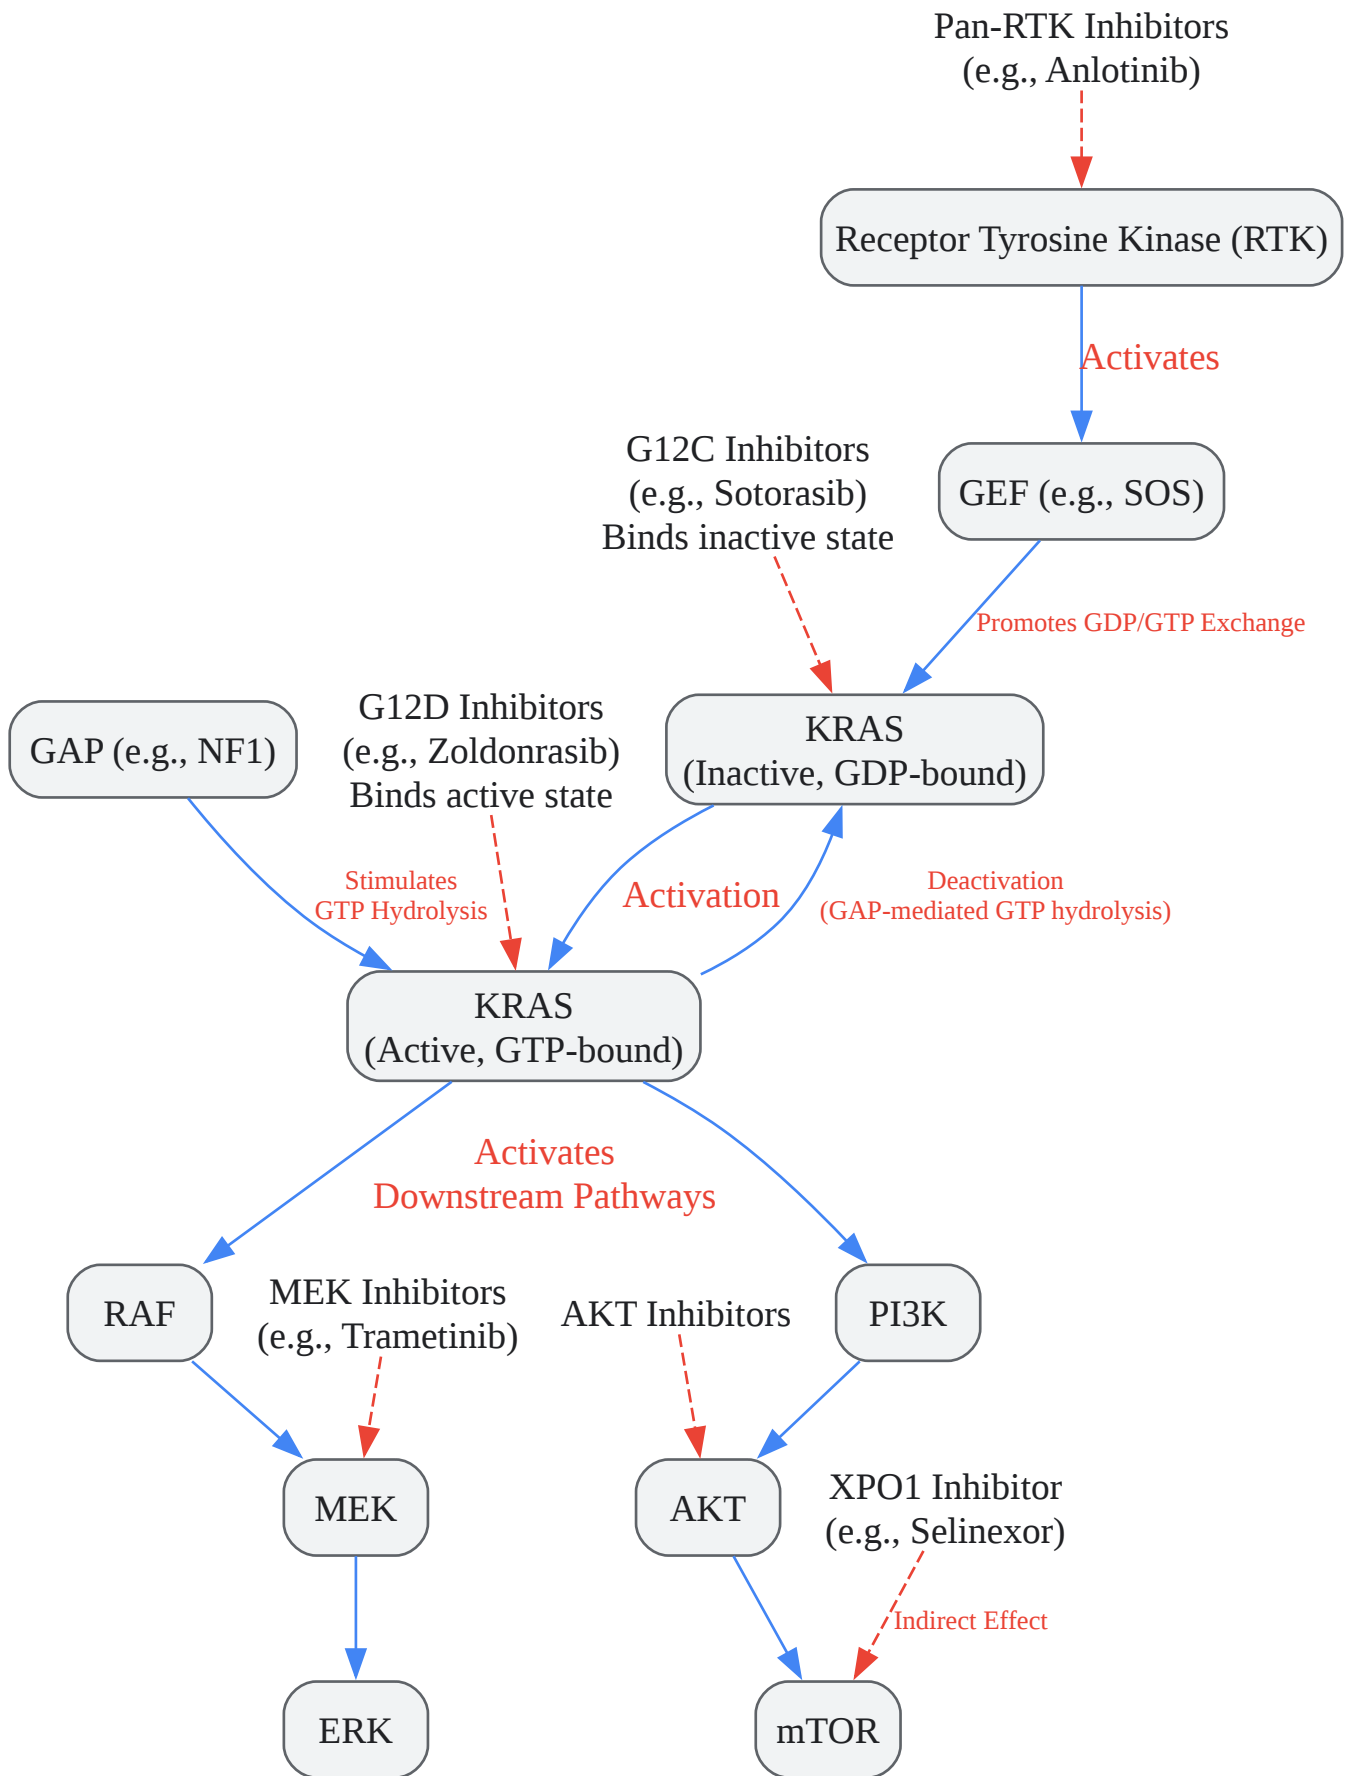 Pan-RTK Inhibitors
(e.g., Anlotinib)
Receptor Tyrosine Kinase (RTK)
Activates
GEF (e.g., SOS)
G12C Inhibitors
(e.g., Sotorasib)
Binds inactive state
Promotes GDP/GTP Exchange
KRAS
(Inactive, GDP-bound)
GAP (e.g., NF1)
G12D Inhibitors
(e.g., Zoldonrasib)
Binds active state
Stimulates
GTP Hydrolysis
Activation
Deactivation
(GAP-mediated GTP hydrolysis)
KRAS
(Active, GTP-bound)
Activates
Downstream Pathways
RAF
MEK Inhibitors
(e.g., Trametinib)
AKT Inhibitors
PI3K
MEK
AKT
XPO1 Inhibitor
(e.g., Selinexor)
Indirect Effect
ERK
mTOR